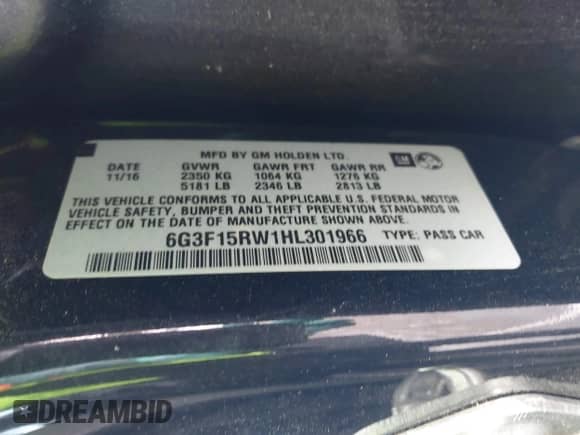 MFD BY GM HOLDEN LTD.
DATE GVWR GAWR FRT GAWR RR GM
11/16 2350 KG 1064 KG 1276 KG
5181 LB 2346 LB 2813 LB
THIS VEHICLE CONFORMS TO ALL APPLICABLE U.S. FEDERAL MOTOR
VEHICLE SAFETY, BUMPER AND THEFT PREVENTION STANDARDS IN
EFFECT ON THE DATE OF MANUFACTURE SHOWN ABOVE.
6G3F15RW1HL301966 TYPE: PASS CAR
DREAMBID